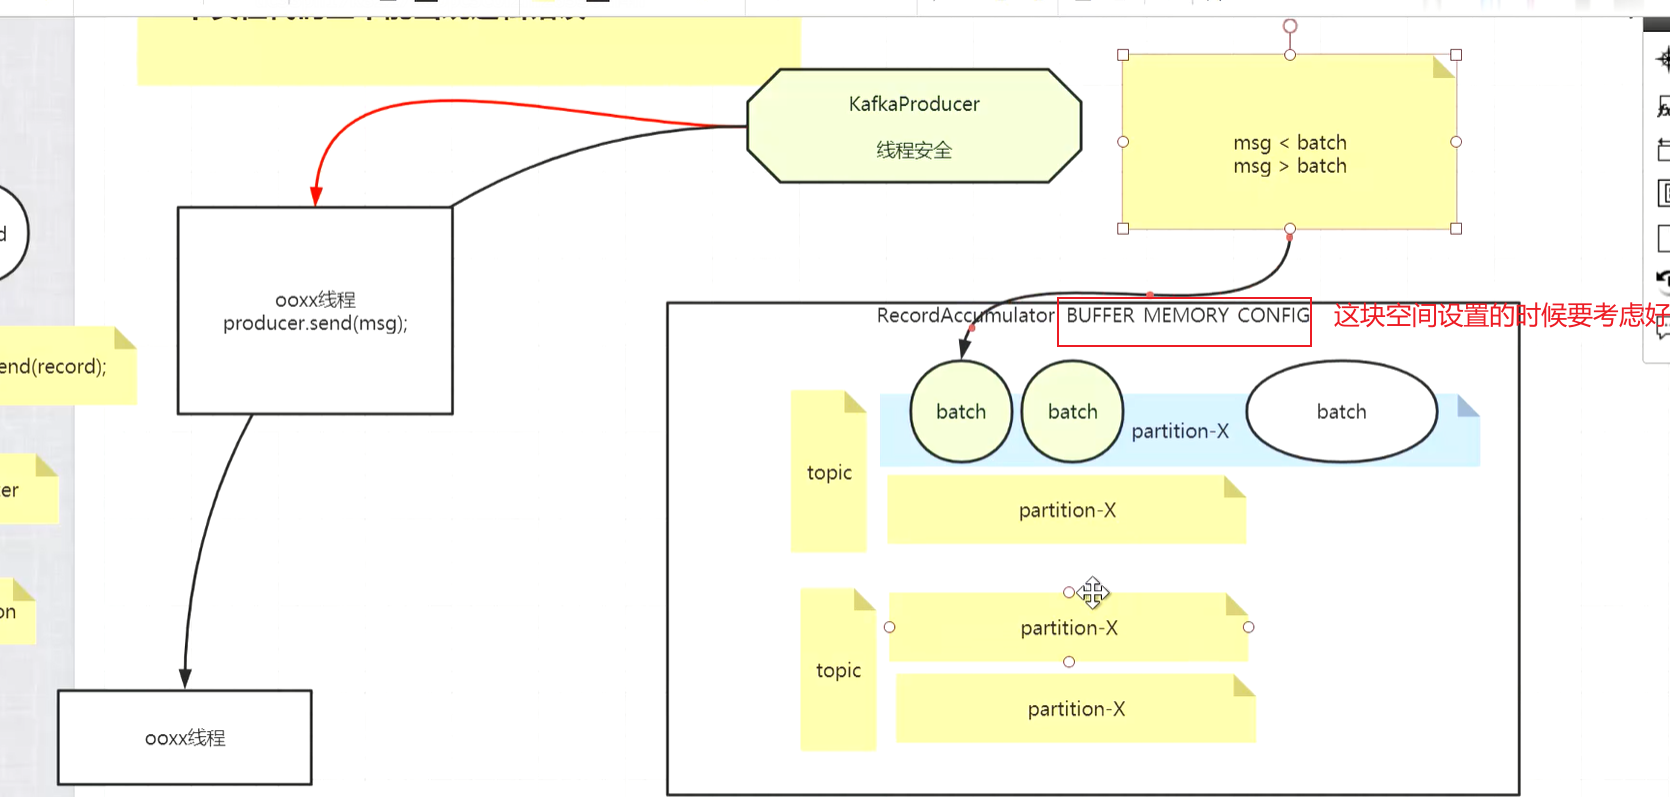 KafkaProducer
线程安全
msg < batch
msg > batch
d
ooxx线程
producer.send(msg);
RecordAccumulator
BUFFER MEMORY CONFIG
这块空间设置的时候要考虑好
end(record);
batch
batch
partition-X
batch
topic
ter
partition-X
on
partition-X
topic
partition-X
ooxx线程